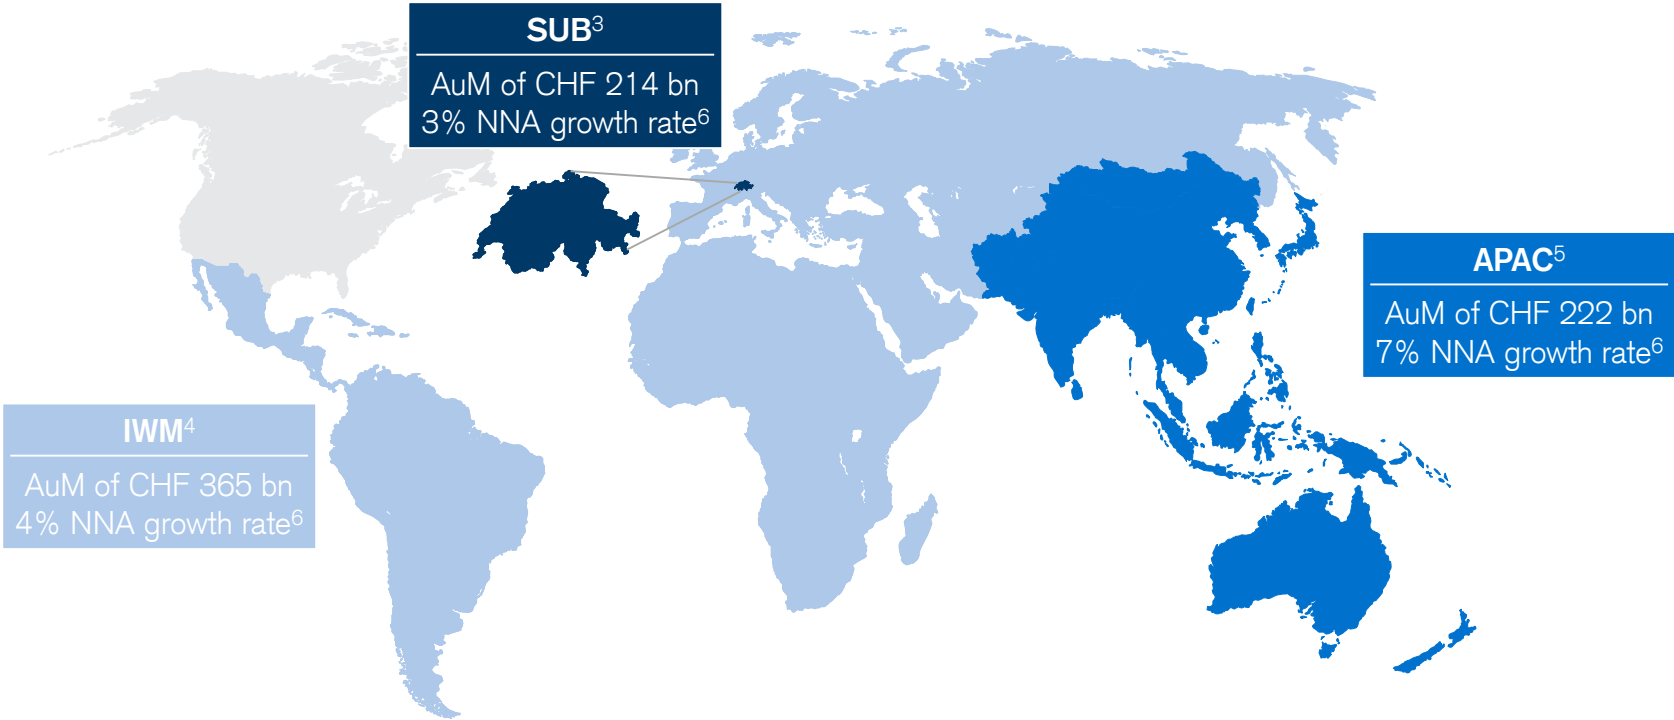 SUB³
AuM of CHF 214 bn
3% NNA growth rate⁶
APAC⁵
AuM of CHF 222 bn
7% NNA growth rate⁶
IWM⁴
AuM of CHF 365 bn
4% NNA growth rate⁶